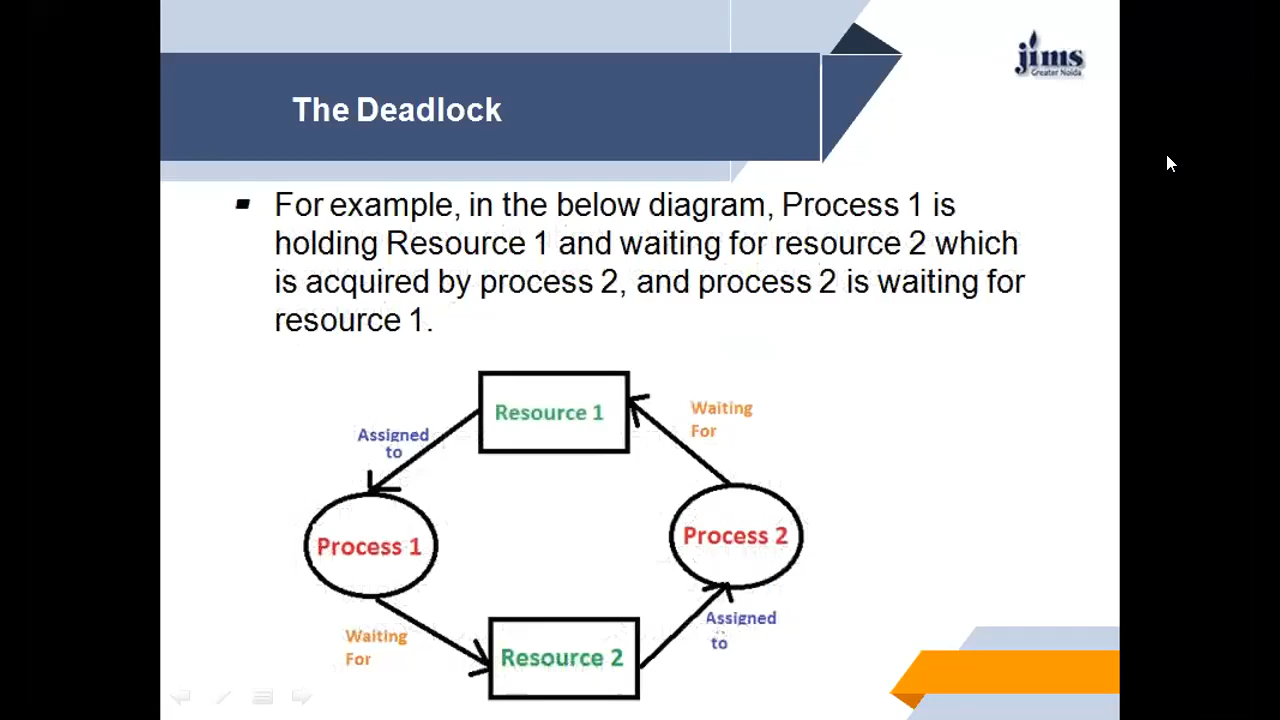 jims
Greater Noida
The Deadlock
For example, in the below diagram, Process 1 is
holding Resource 1 and waiting for resource 2 which
is acquired by process 2, and process 2 is waiting for
resource 1.
Resource 1
Waiting
For
Assigned
to
Process 1
Process 2
Waiting
For
Resource 2
Assigned
to